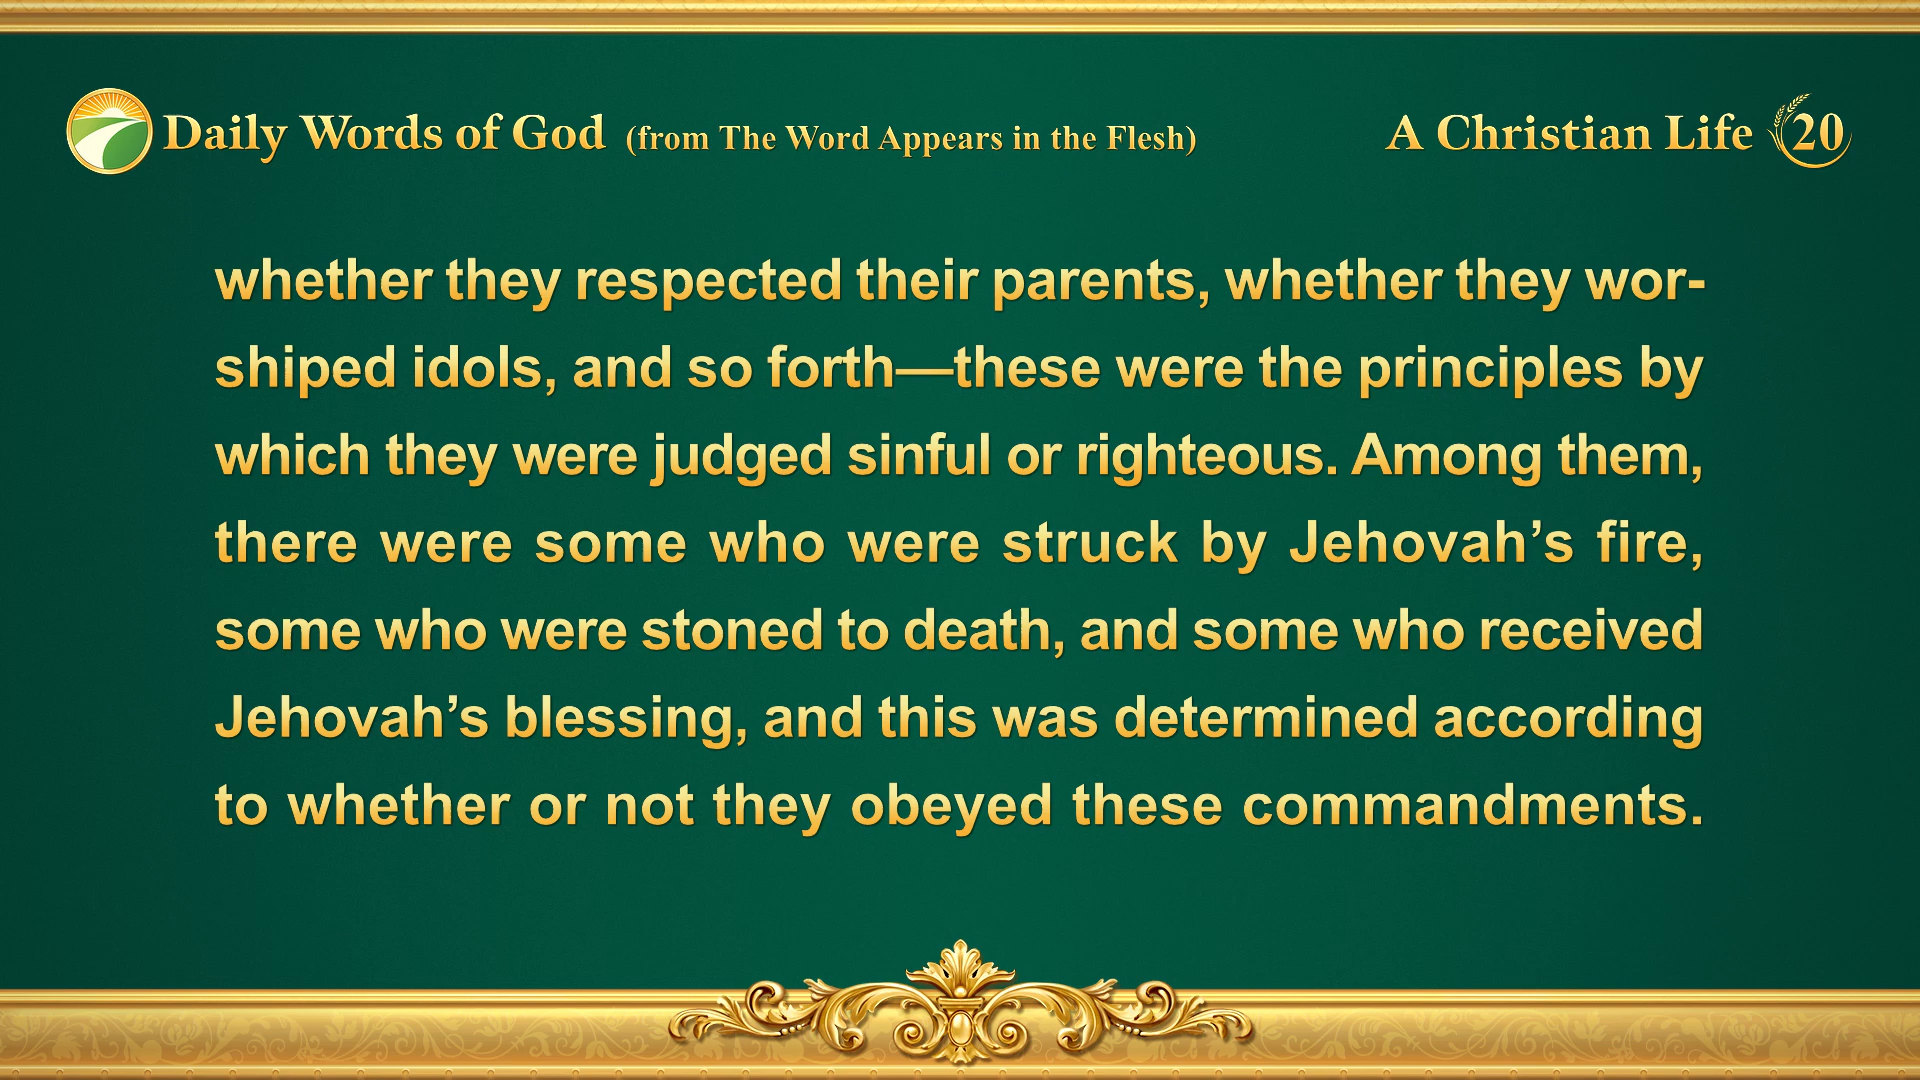 Daily Words of God (from The Word Appears in the Flesh)
A Christian Life 20
whether they respected their parents, whether they wor-
shiped idols, and so forth—these were the principles by
which they were judged sinful or righteous. Among them,
there were some who were struck by Jehovah’s fire,
some who were stoned to death, and some who received
Jehovah’s blessing, and this was determined according
to whether or not they obeyed these commandments.